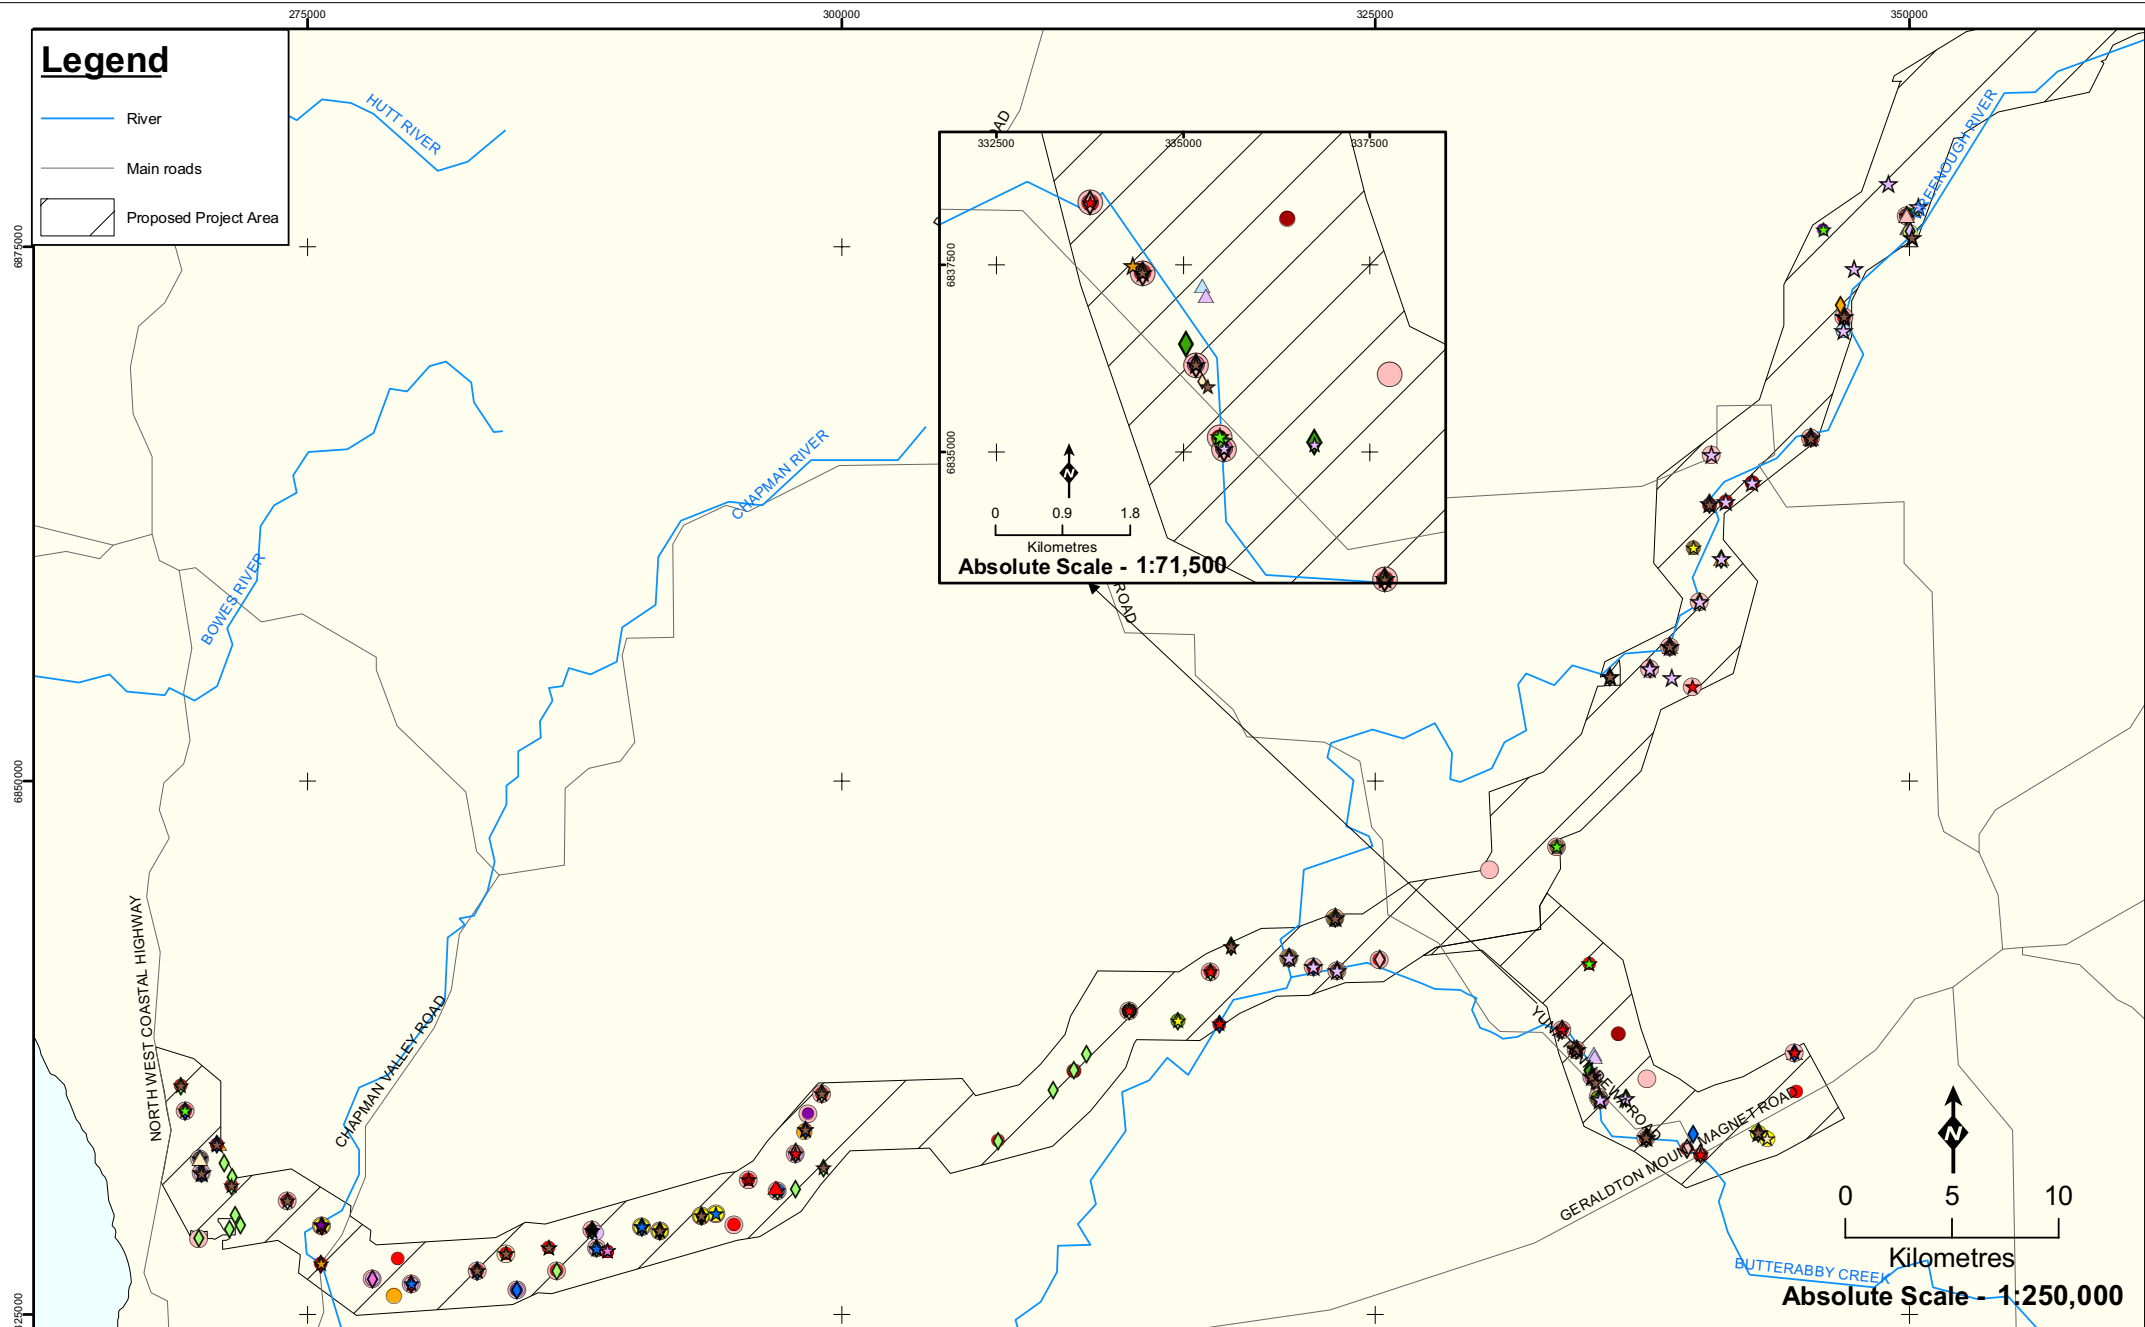 275000
300000
325000
350000
Legend
River
Main roads
Proposed Project Area
HUTT RIVER
6875000
ROAD
332500
335000
337500
6837500
6835000
N
0 0.9 1.8
Kilometres
Absolute Scale - 1:71,500
ROAD
CHAPMAN RIVER
BOWES RIVER
6850000
NORTH WEST COASTAL HIGHWAY
CHAPMAN VALLEY ROAD
GERALDTON MOUNT MAGNET ROAD
N
0 5 10
Kilometres
BUTTERABBY CREEK
Absolute Scale - 1:250,000